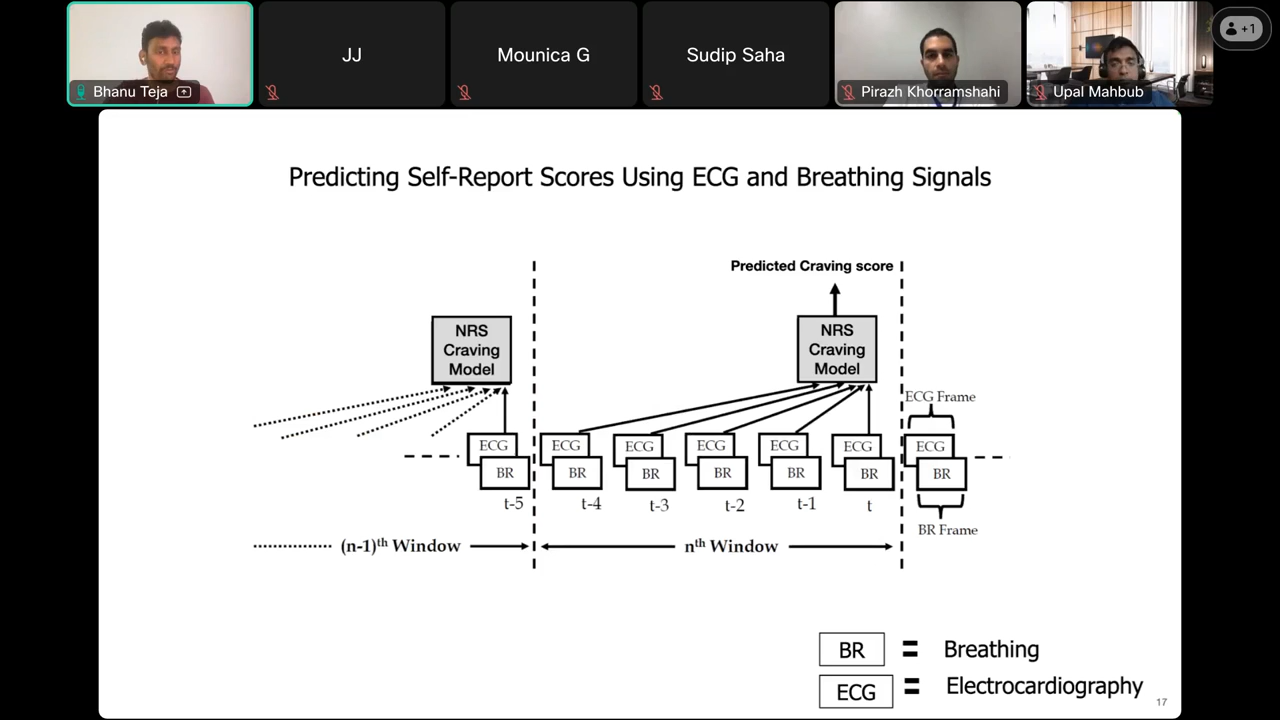 Bhanu Teja
JJ
Mounica G
Sudip Saha
Pirazh Khorramshahi
Upal Mahbub
+1
Predicting Self-Report Scores Using ECG and Breathing Signals
Predicted Craving score
NRS
Craving
Model
NRS
Craving
Model
ECG Frame
ECG
BR
ECG
BR
ECG
BR
ECG
BR
ECG
BR
ECG
BR
ECG
BR
t-5
t-4
t-3
t-2
t-1
t
BR Frame
(n-1)th Window
nth Window
BR = Breathing
ECG = Electrocardiography
17